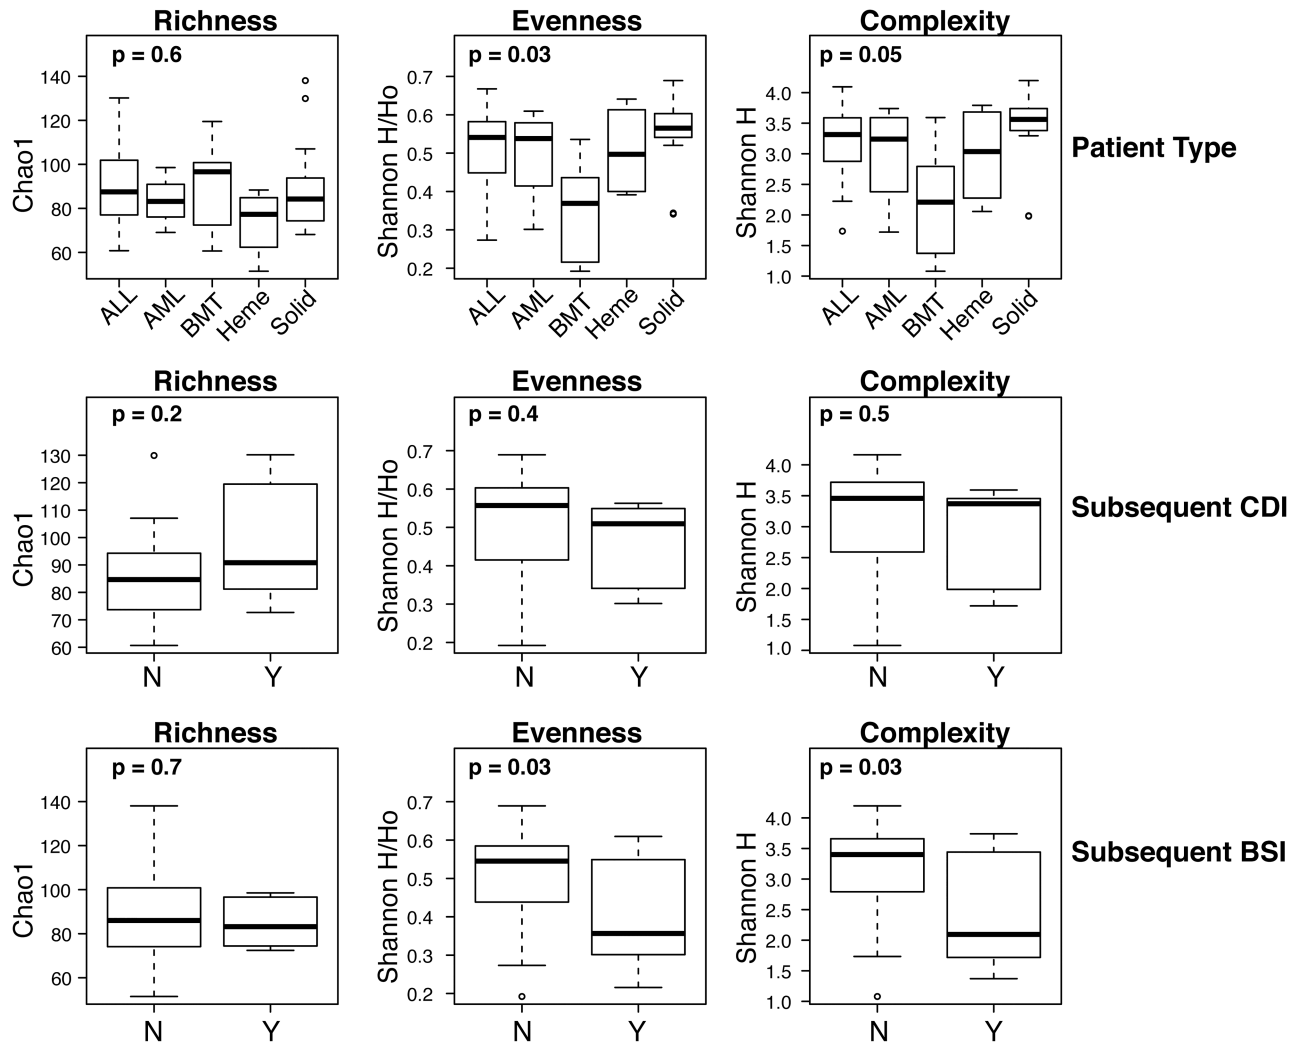 Richness
Evenness
Complexity
p = 0.6
p = 0.03
p = 0.05
Chao1
140
120
100
80
60
Shannon H/Ho
0.7
0.6
0.5
0.4
0.3
0.2
Shannon H
4.0
3.5
3.0
2.5
2.0
1.5
1.0
Patient Type
ALL
AML
BMT
Heme
Solid
ALL
AML
BMT
Heme
Solid
ALL
AML
BMT
Heme
Solid
Richness
Evenness
Complexity
p = 0.2
p = 0.4
p = 0.5
Chao1
130
120
110
100
90
80
70
60
Shannon H/Ho
0.7
0.6
0.5
0.4
0.3
0.2
Shannon H
4.0
3.5
3.0
2.5
2.0
1.5
1.0
Subsequent CDI
N
Y
N
Y
N
Y
Richness
Evenness
Complexity
p = 0.7
p = 0.03
p = 0.03
Chao1
140
120
100
80
60
Shannon H/Ho
0.7
0.6
0.5
0.4
0.3
0.2
Shannon H
4.0
3.5
3.0
2.5
2.0
1.5
1.0
Subsequent BSI
N
Y
N
Y
N
Y